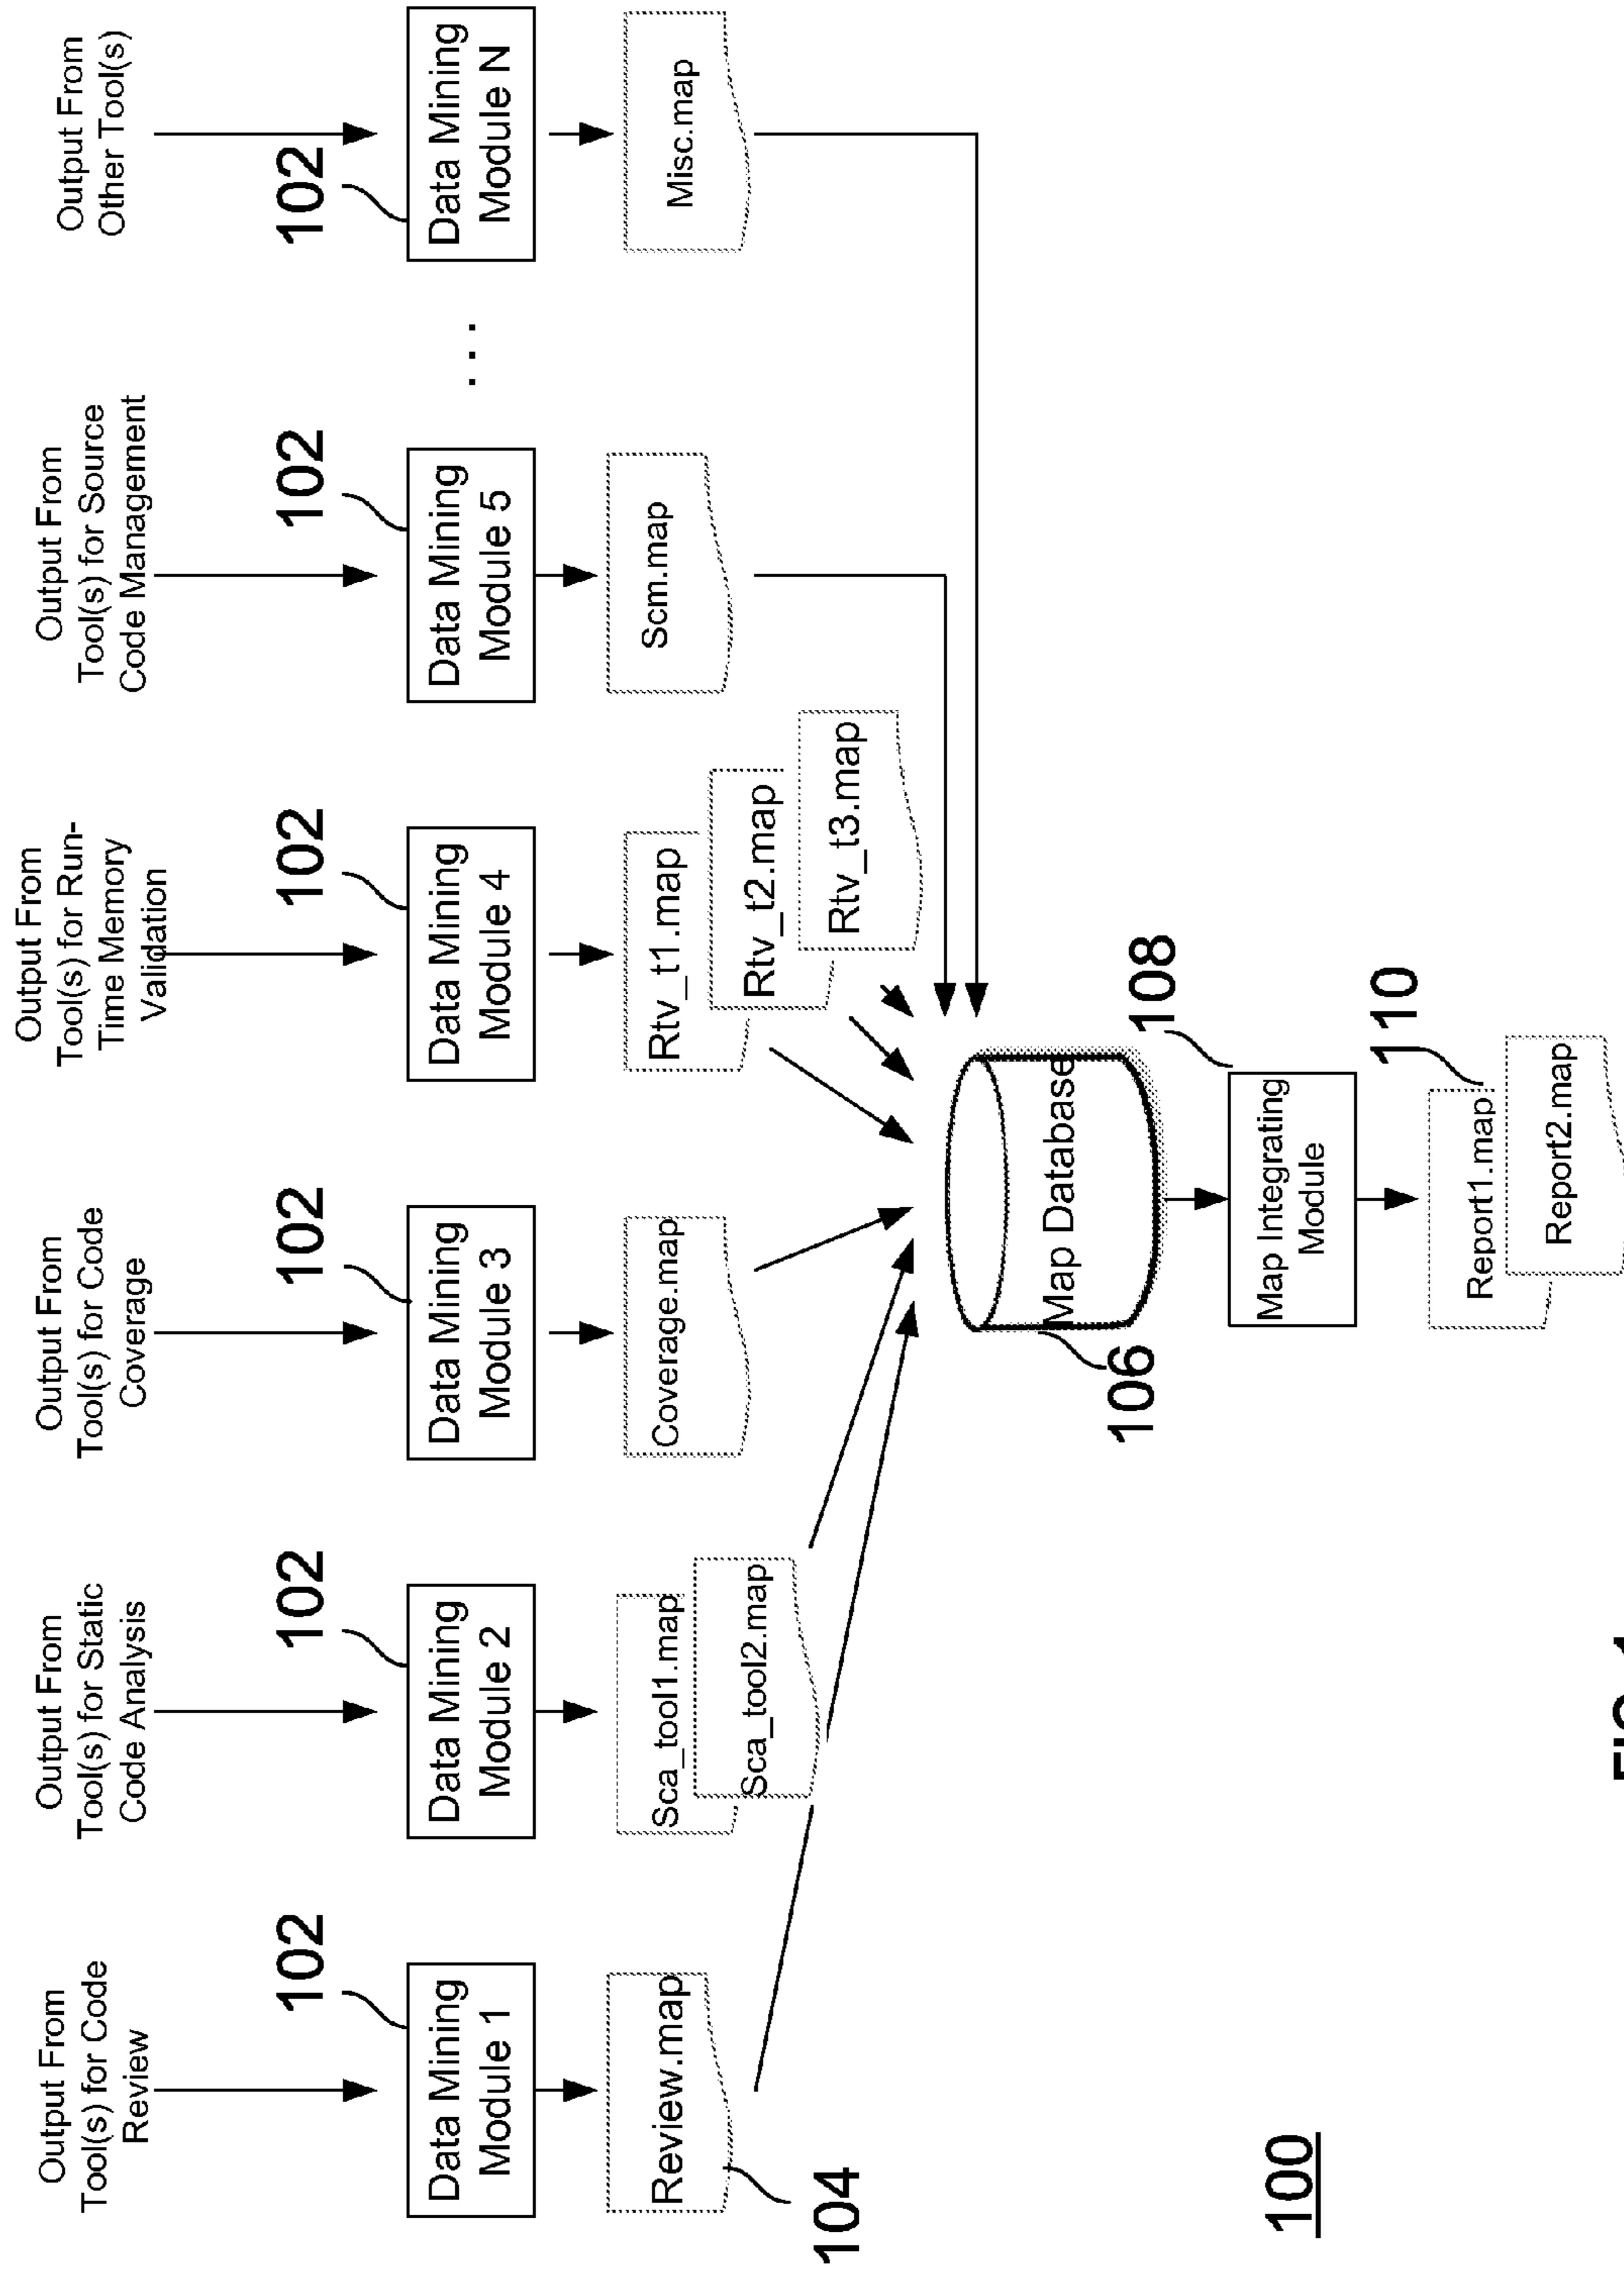 Output From
Tool(s) for Code
Review
Output From
Tool(s) for Static
Code Analysis
Output From
Tool(s) for Code
Coverage
Output From
Tool(s) for Run-
Time Memory
Validation
Output From
Tool(s) for Source
Code Management
Output From
Other Tool(s)
102
102
102
102
102
102
Data Mining
Module 1
Data Mining
Module 2
Data Mining
Module 3
Data Mining
Module 4
Data Mining
Module 5
...
Data Mining
Module N
Review.map
Sca_tool1.map
Sca_tool2.map
Coverage.map
Rtv_t1.map
Rtv_t2.map
Rtv_t3.map
Scm.map
Misc.map
104
Map Database
106
108
Map Integrating
Module
110
Report1.map
Report2.map
100